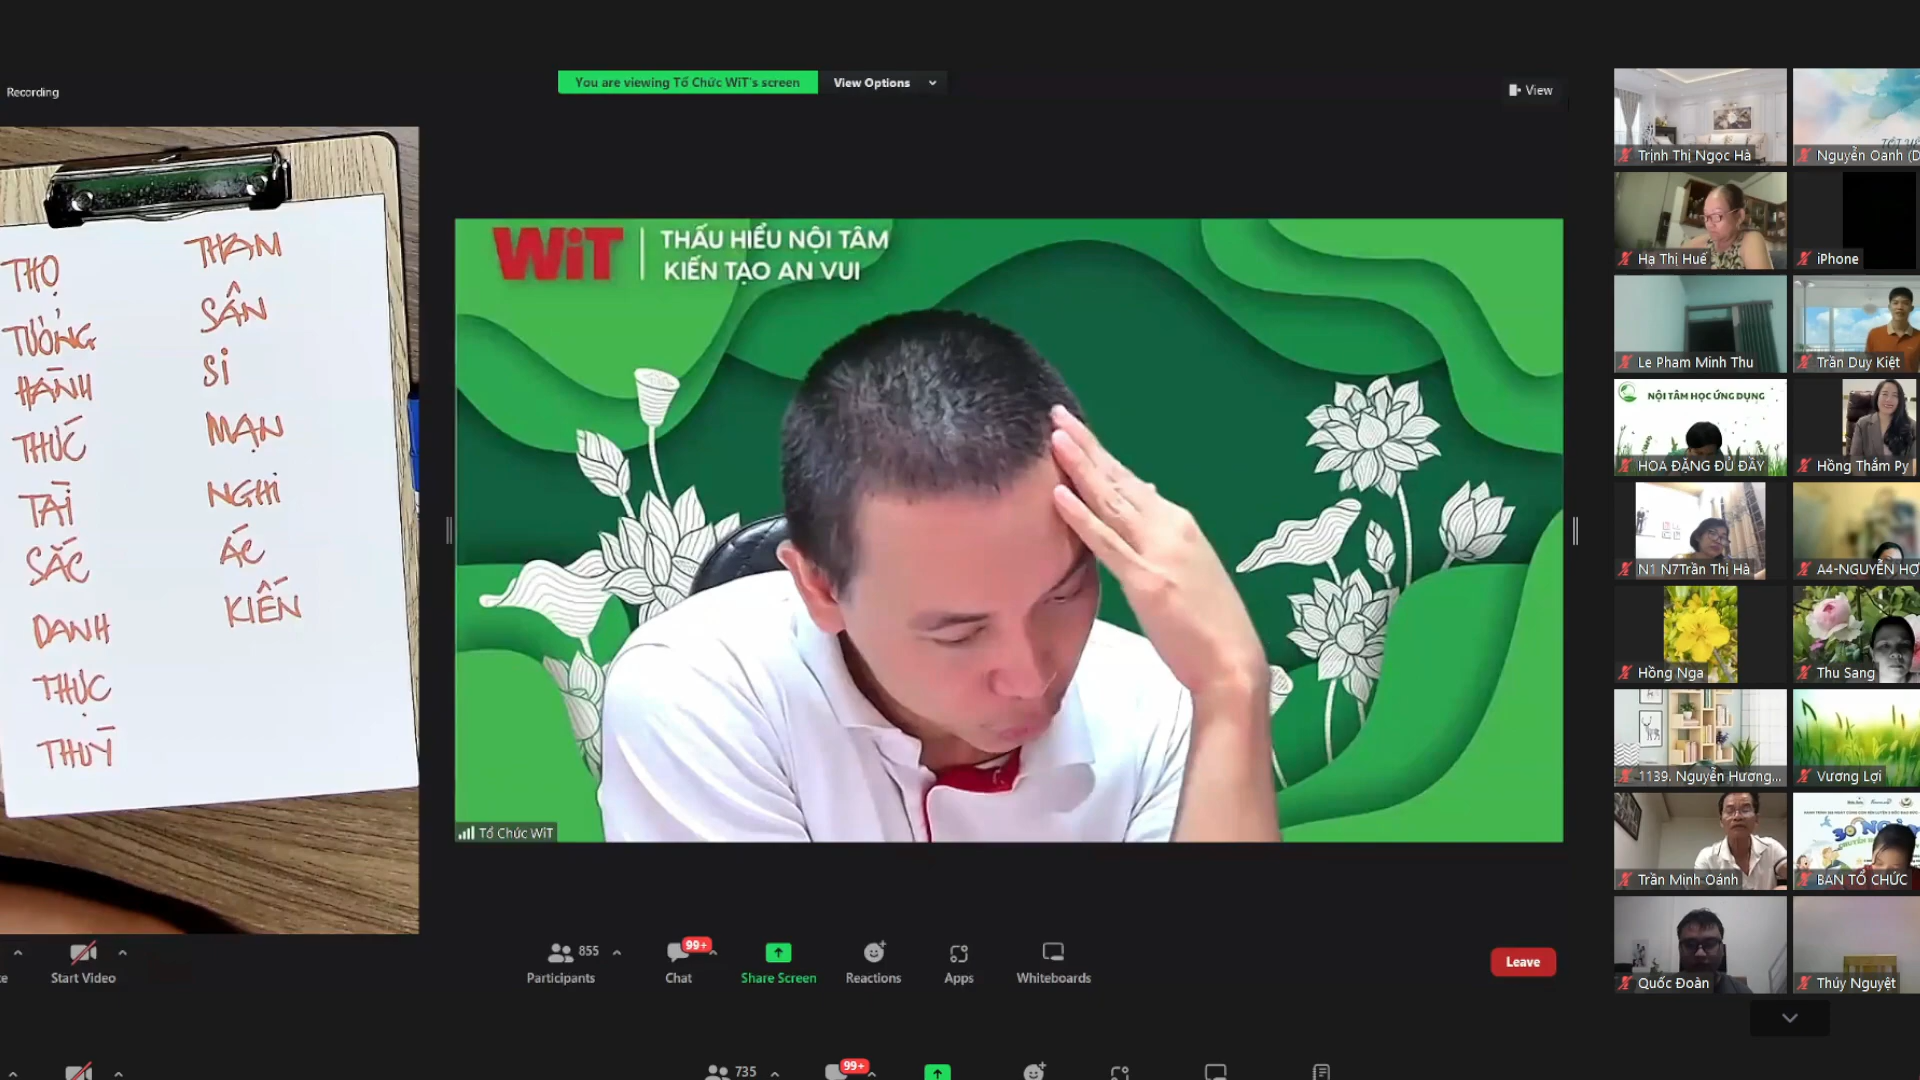 You are viewing Tổ Chức WiT's screen
View Options
Recording
View
THỌ
TƯỞNG
HÀNH
THỨC
TÀI
SẮC
DANH
THỰC
THUỲ
THAM
SÂN
Si
MẠN
NGHi
ÁC
KIẾN
WiT
THẤU HIỂU NỘI TÂM
KIẾN TẠO AN VUI
Tổ Chức WiT
Trịnh Thị Ngọc Hà
Nguyễn Oanh (D
Hạ Thị Huế
iPhone
Le Pham Minh Thu
Trần Duy Kiệt
NỘI TÂM HỌC ỨNG DỤNG
HOA ĐẶNG ĐỦ ĐẦY
Hồng Thắm Py
N1 N7Trần Thị Hà
A4-NGUYỄN HỢ
Hồng Nga
Thu Sang
1139. Nguyễn Hương...
Vương Lợi
Trần Minh Oánh
BAN TỔ CHỨC
Quốc Đoàn
Thúy Nguyệt
Start Video
855
Participants
99+
Chat
Share Screen
Reactions
Apps
Whiteboards
Leave
735
99+